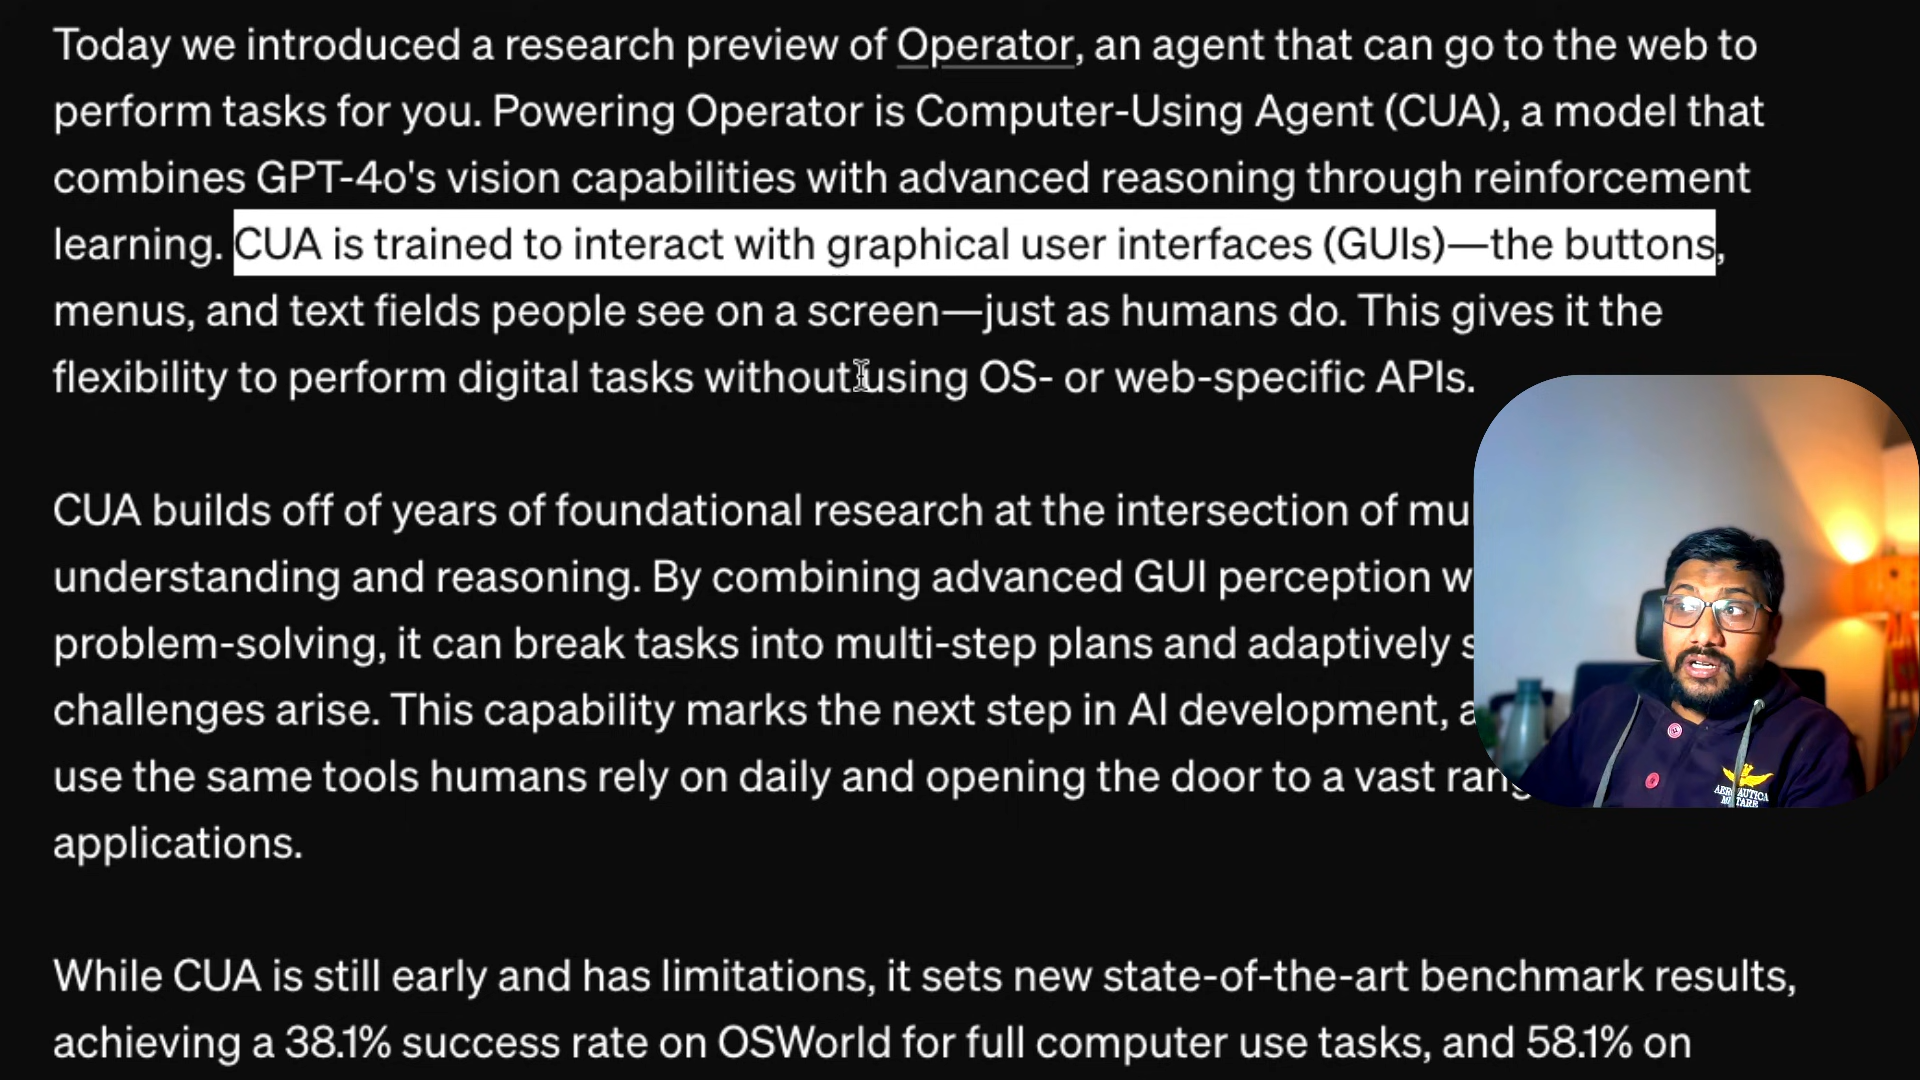 Today we introduced a research preview of Operator, an agent that can go to the web to
perform tasks for you. Powering Operator is Computer-Using Agent (CUA), a model that
combines GPT-4o's vision capabilities with advanced reasoning through reinforcement
learning. CUA is trained to interact with graphical user interfaces (GUIs)—the buttons,
menus, and text fields people see on a screen—just as humans do. This gives it the
flexibility to perform digital tasks without using OS- or web-specific APIs.
CUA builds off of years of foundational research at the intersection of mu
understanding and reasoning. By combining advanced GUI perception w
problem-solving, it can break tasks into multi-step plans and adaptively s
challenges arise. This capability marks the next step in AI development, a
use the same tools humans rely on daily and opening the door to a vast rang
applications.
While CUA is still early and has limitations, it sets new state-of-the-art benchmark results,
achieving a 38.1% success rate on OSWorld for full computer use tasks, and 58.1% on